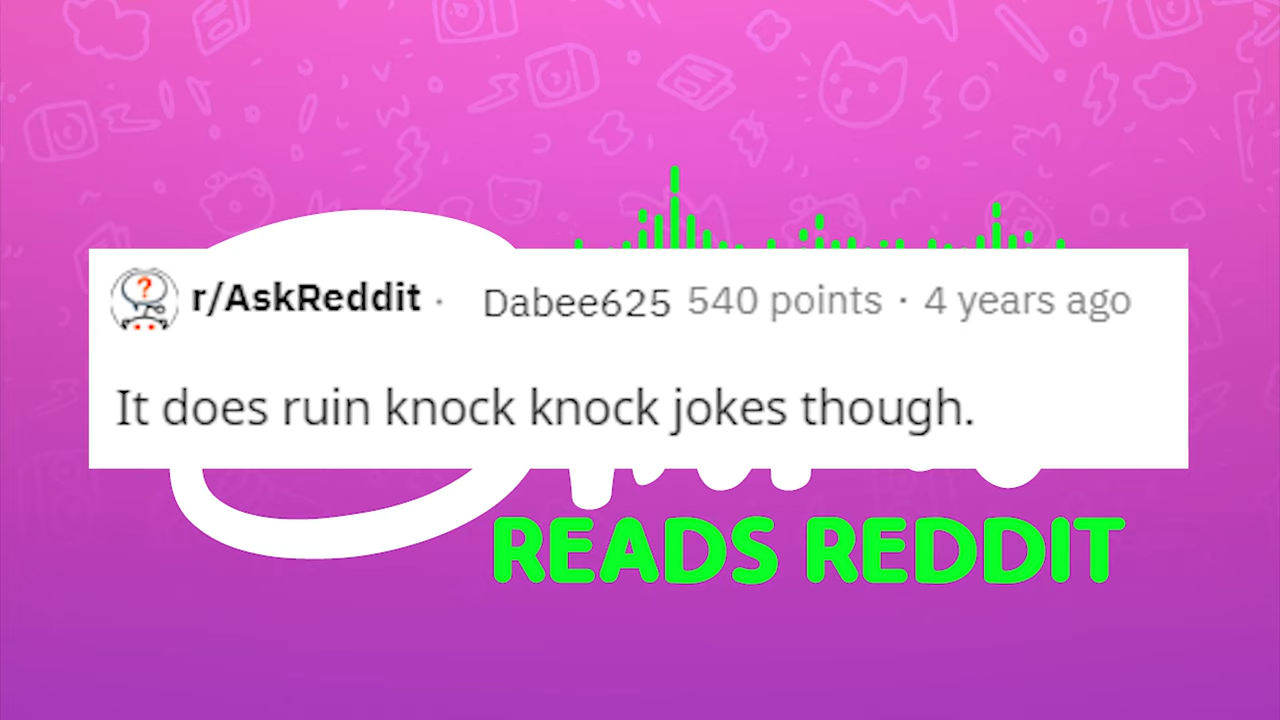 r/AskReddit · Dabee625 540 points · 4 years ago
It does ruin knock knock jokes though.
READS REDDIT